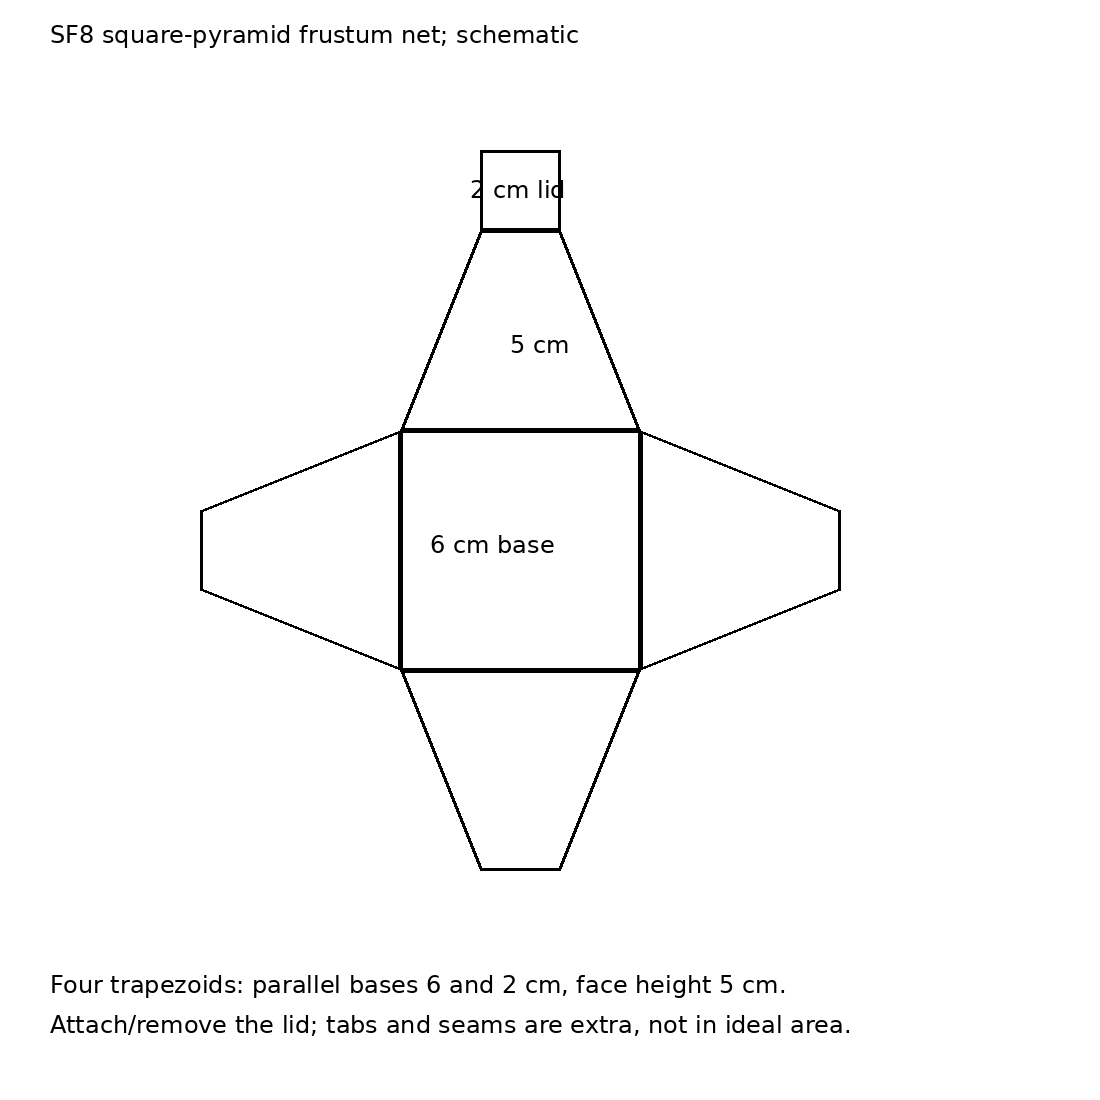 SF8 square-pyramid frustum net; schematic
2 cm lid
5 cm
6 cm base
Four trapezoids: parallel bases 6 and 2 cm, face height 5 cm.
Attach/remove the lid; tabs and seams are extra, not in ideal area.